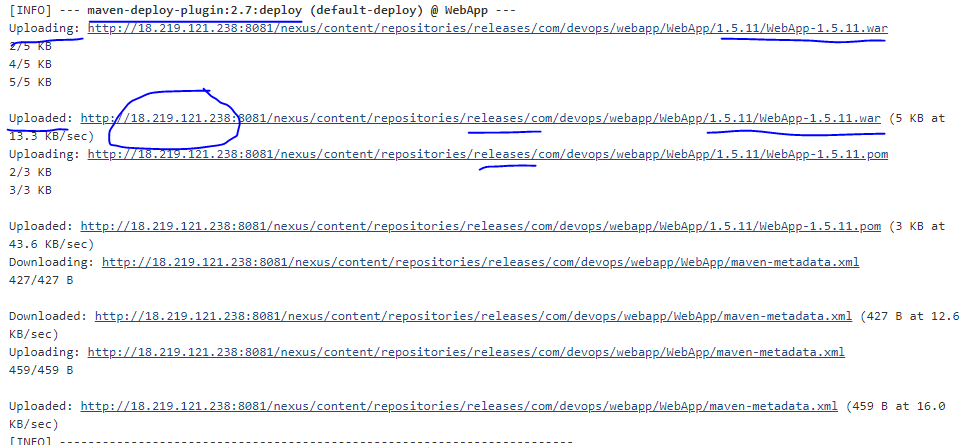 [INFO] --- maven-deploy-plugin:2.7:deploy (default-deploy) @ WebApp ---
Uploading: http://18.219.121.238:8081/nexus/content/repositories/releases/com/devops/webapp/WebApp/1.5.11/WebApp-1.5.11.war
2/5 KB
4/5 KB
5/5 KB
Uploaded: http://18.219.121.238:8081/nexus/content/repositories/releases/com/devops/webapp/WebApp/1.5.11/WebApp-1.5.11.war (5 KB at
13.3 KB/sec)
Uploading: http://18.219.121.238:8081/nexus/content/repositories/releases/com/devops/webapp/WebApp/1.5.11/WebApp-1.5.11.pom
2/3 KB
3/3 KB
Uploaded: http://18.219.121.238:8081/nexus/content/repositories/releases/com/devops/webapp/WebApp/1.5.11/WebApp-1.5.11.pom (3 KB at
43.6 KB/sec)
Downloading: http://18.219.121.238:8081/nexus/content/repositories/releases/com/devops/webapp/WebApp/maven-metadata.xml
427/427 B
Downloaded: http://18.219.121.238:8081/nexus/content/repositories/releases/com/devops/webapp/WebApp/maven-metadata.xml (427 B at 12.6
KB/sec)
Uploading: http://18.219.121.238:8081/nexus/content/repositories/releases/com/devops/webapp/WebApp/maven-metadata.xml
459/459 B
Uploaded: http://18.219.121.238:8081/nexus/content/repositories/releases/com/devops/webapp/WebApp/maven-metadata.xml (459 B at 16.0
KB/sec)
[INFO] ------------------------------------------------------------------------